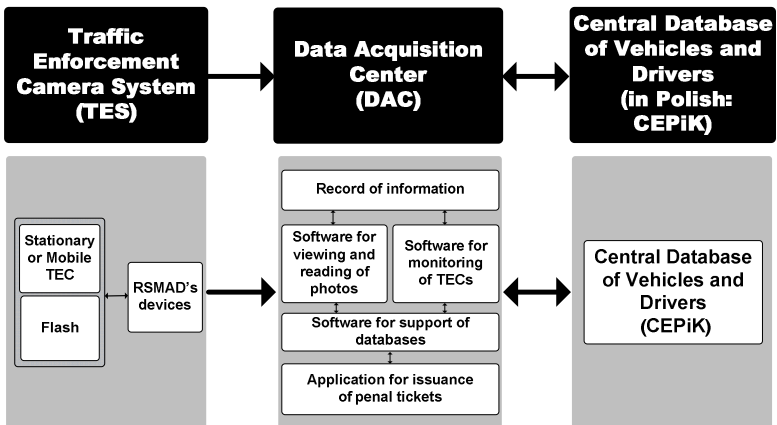 Traffic
Enforcement
Camera System
(TES)
Data Acquisition
Center
(DAC)
Central Database
of Vehicles and
Drivers
(in Polish:
CEPiK)
Stationary
or Mobile
TEC
Flash
RSMAD's
devices
Record of information
Software for
viewing and
reading of
photos
Software for
monitoring
of TECs
Software for support of
databases
Application for issuance
of penal tickets
Central Database
of Vehicles and
Drivers
(CEPiK)